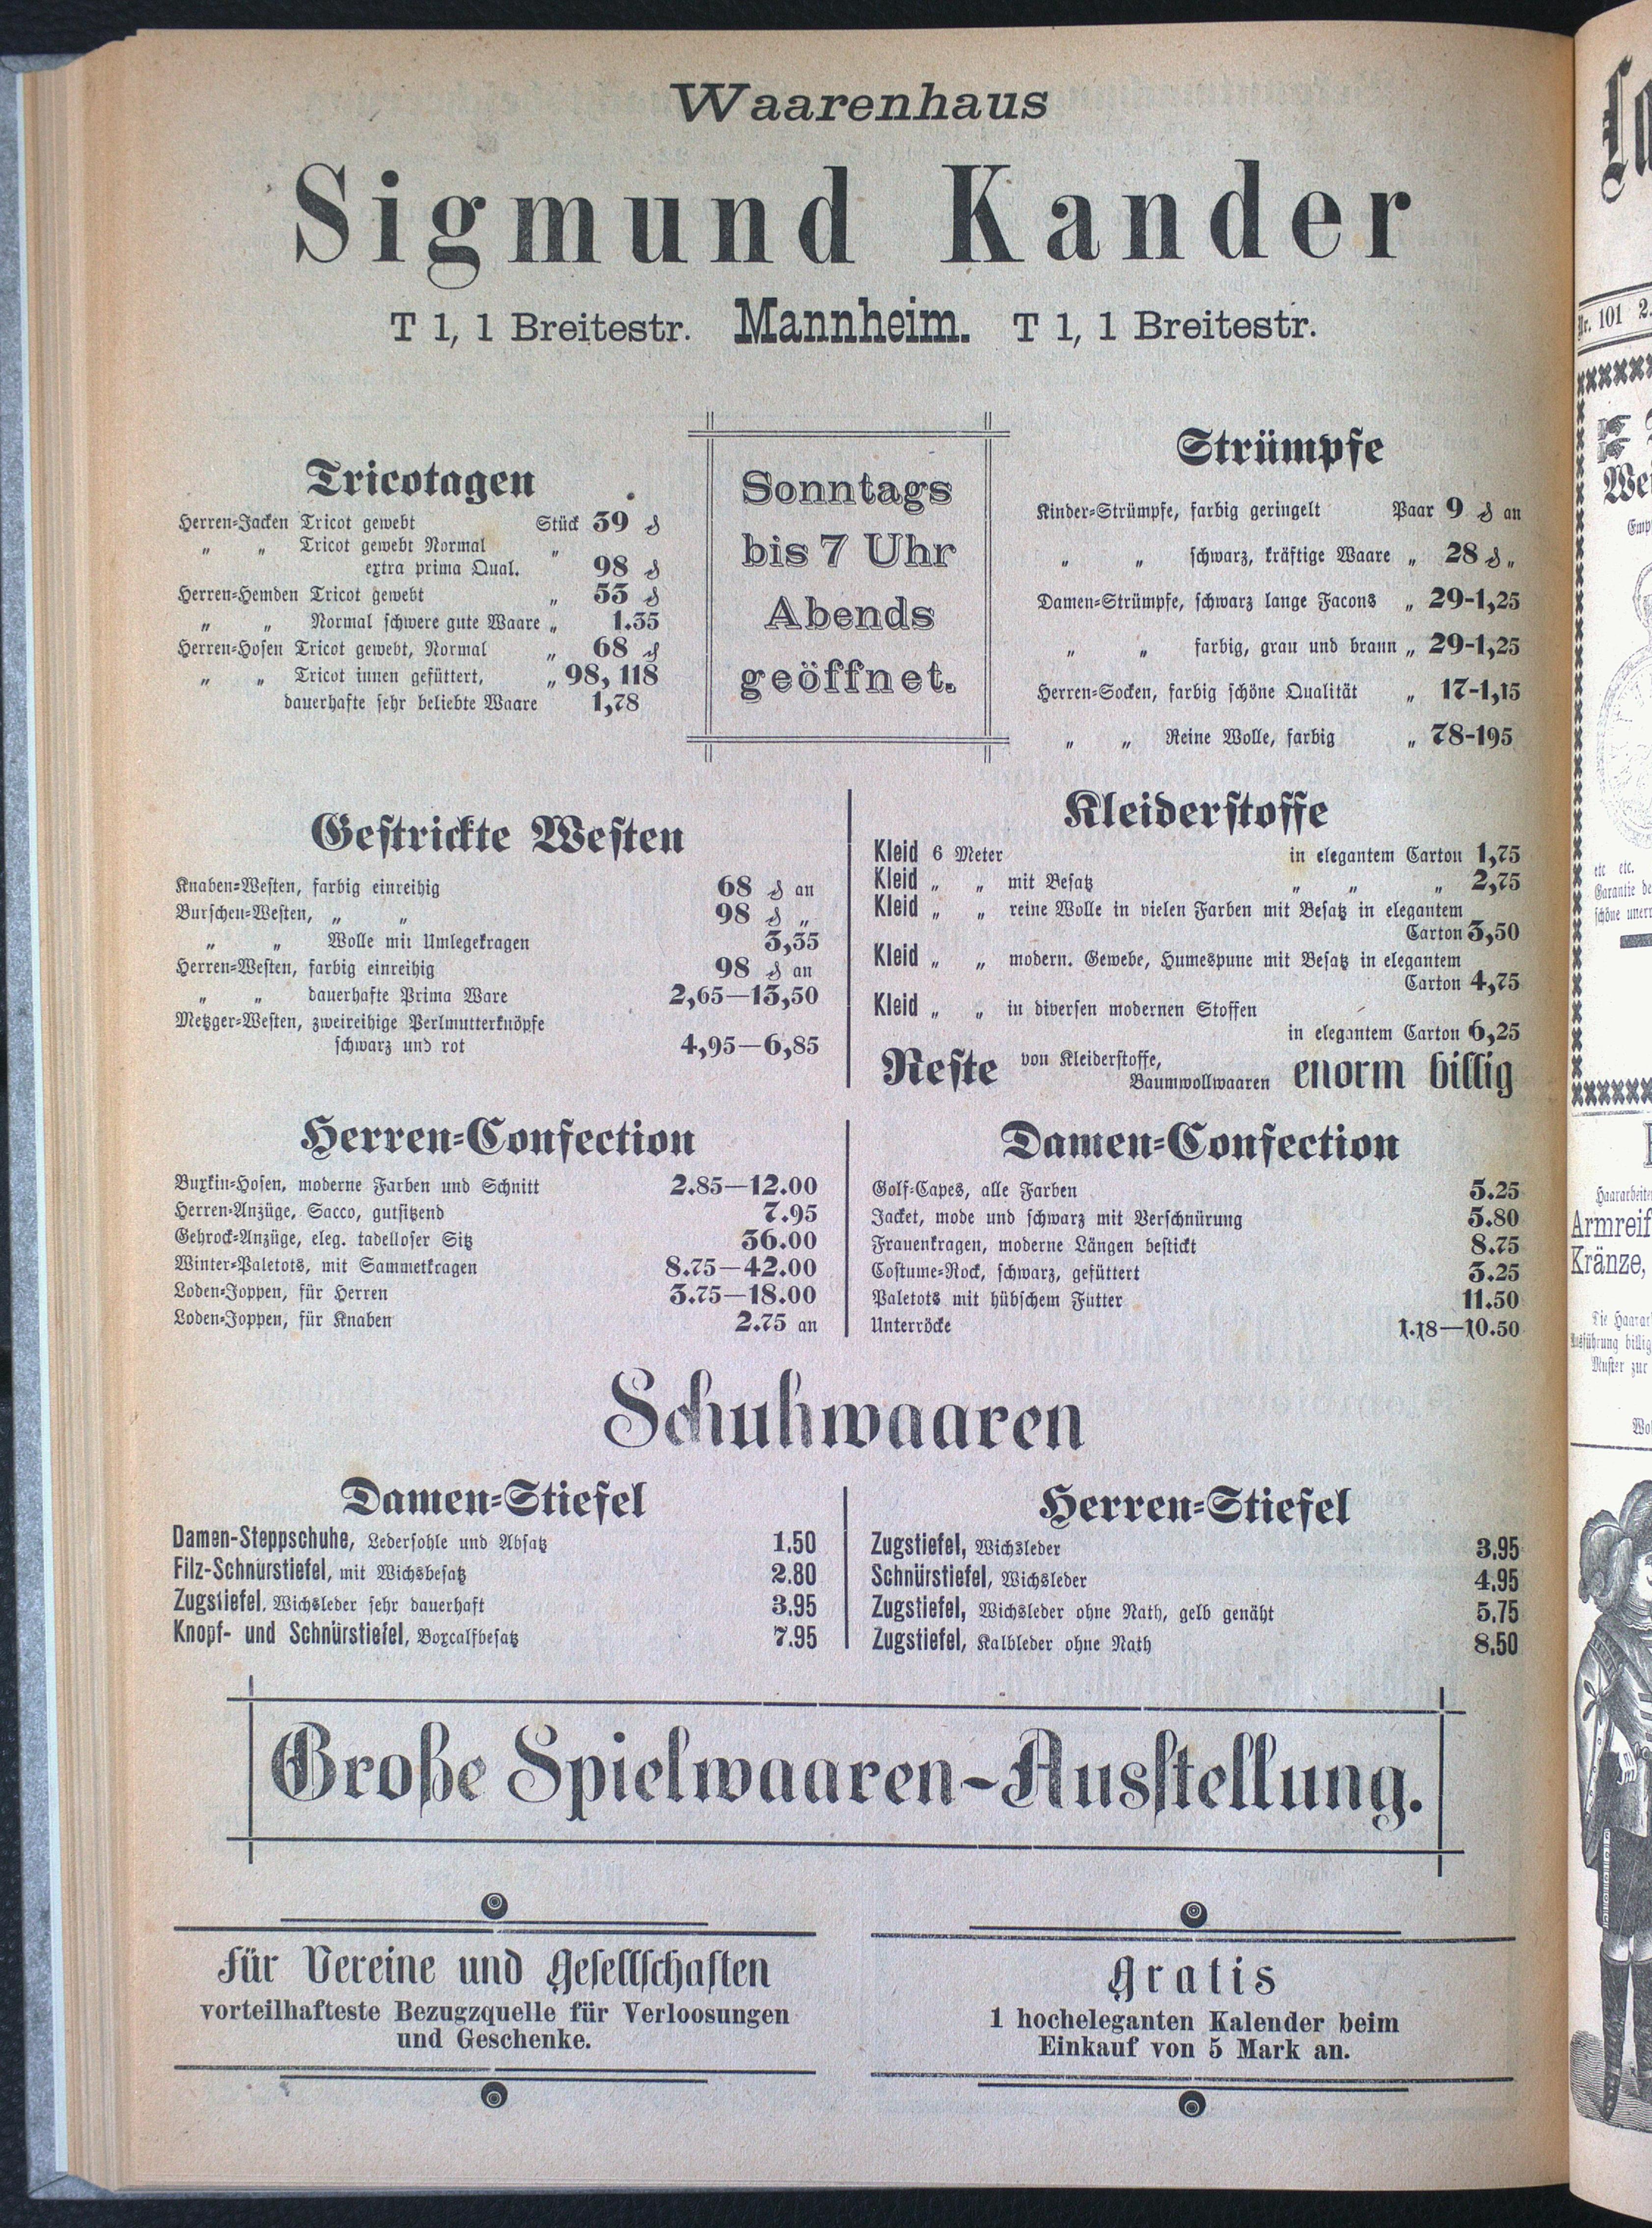 Waarenhaus
Sigmund Kander
T 1, 1 Breitestr. Mannheim. T 1, 1 Breitestr.
Tricotagen
Herren-Jacken Tricot gewebt Stück 39 ₰
„ „ Tricot gewebt Normal „
extra prima Qual. 98 ₰
Herren-Hemden Tricot gewebt „ 55 ₰
„ „ Normal schwere gute Waare „ 1.35
Herren-Hosen Tricot gewebt, Normal „ 68 ₰
„ „ Tricot innen gefüttert, „ 98, 118
dauerhafte sehr beliebte Waare 1,78
Sonntags
bis 7 Uhr
Abends
geöffnet.
Strümpfe
Kinder-Strümpfe, farbig geringelt Paar 9 ₰ an
„ „ schwarz, kräftige Waare „ 28 ₰ „
Damen-Strümpfe, schwarz lange Facons „ 29-1,25
„ „ farbig, grau und braun „ 29-1,25
Herren-Socken, farbig schöne Qualität „ 17-1,15
„ „ Reine Wolle, farbig „ 78-195
Gestrickte Westen
Knaben-Westen, farbig einreihig 68 ₰ an
Burschen-Westen, „ „ 98 ₰ „
„ „ Wolle mit Umlegekragen 3,35
Herren-Westen, farbig einreihig 98 ₰ an
„ „ dauerhafte Prima Ware 2,65—13,50
Metzger-Westen, zweireihige Perlmutterknöpfe
schwarz und rot 4,95—6,85
Kleiderstoffe
Kleid 6 Meter in elegantem Carton 1,75
Kleid „ „ mit Besatz „ „ „ 2,75
Kleid „ „ reine Wolle in vielen Farben mit Besatz in elegantem
Carton 3,50
Kleid „ „ modern. Gewebe, Humespune mit Besatz in elegantem
Carton 4,75
Kleid „ „ in diversen modernen Stoffen
in elegantem Carton 6,25
Reste von Kleiderstoffe,
Baumwollwaaren enorm billig
Herren-Confection
Buxkin-Hosen, moderne Farben und Schnitt 2.85—12.00
Herren-Anzüge, Sacco, gutsitzend 7.95
Gehrock-Anzüge, eleg. tadelloser Sitz 36.00
Winter-Paletots, mit Sammetkragen 8.75—42.00
Loden-Joppen, für Herren 3.75—18.00
Loden-Joppen, für Knaben 2.75 an
Damen-Confection
Golf-Capes, alle Farben 5.25
Jacket, mode und schwarz mit Verschnürung 5.80
Frauenkragen, moderne Längen bestickt 8.75
Costume-Rock, schwarz, gefüttert 3.25
Paletots mit hübschem Futter 11.50
Unterröcke 1.18—10.50
Schuhwaaren
Damen-Stiefel
Damen-Steppschuhe, Ledersohle und Absatz 1.50
Filz-Schnürstiefel, mit Wichsbesatz 2.80
Zugstiefel, Wichsleder sehr dauerhaft 3.95
Knopf- und Schnürstiefel, Boxcalfbesatz 7.95
Herren-Stiefel
Zugstiefel, Wichsleder 3.95
Schnürstiefel, Wichsleder 4.95
Zugstiefel, Wichsleder ohne Nath, gelb genäht 5.75
Zugstiefel, Kalbleder ohne Nath 8.50
Große Spielwaaren-Ausstellung.
Für Vereine und Gesellschaften
vorteilhafteste Bezugzquelle für Verloosungen
und Geschenke.
Gratis
1 hocheleganten Kalender beim
Einkauf von 5 Mark an.
Nr. 101 2.
etc etc.
Garantie
Armreif
Kränze,
Muster zur